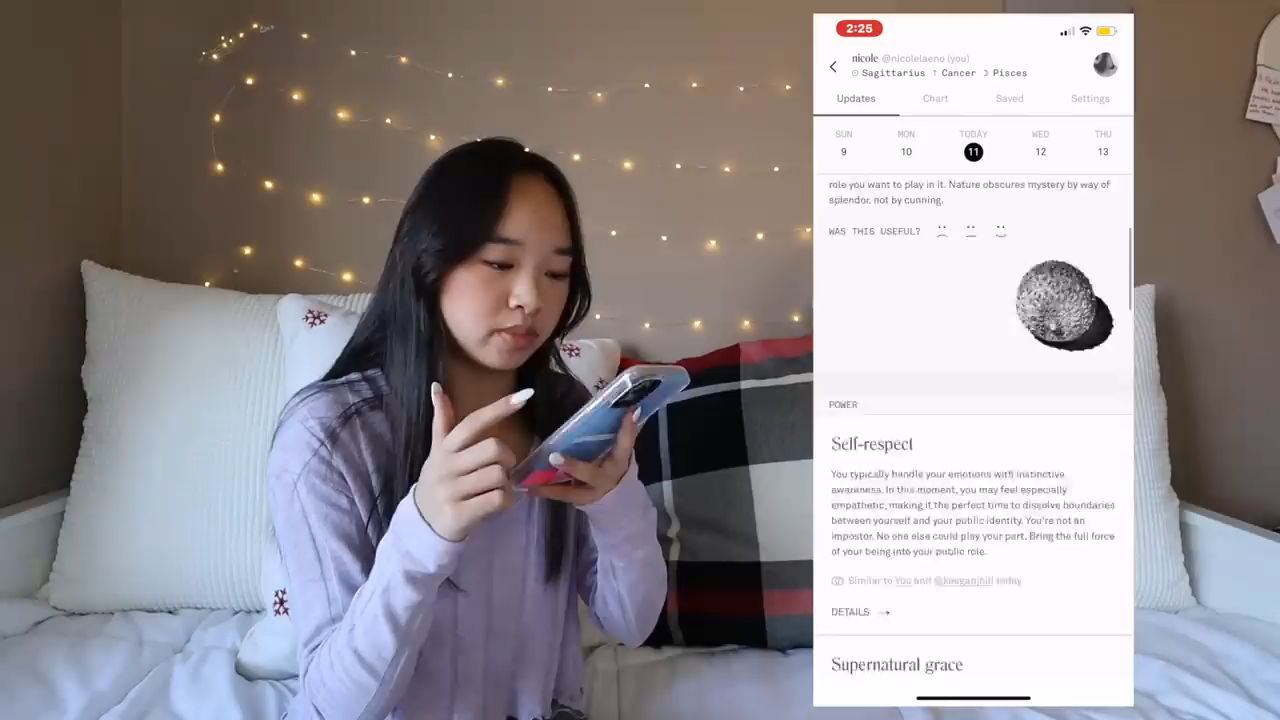 2:25
nicole @nicolelaeno (you)
Sagittarius ↑ Cancer ☽ Pisces
Updates Chart Saved Settings
SUN MON TODAY WED THU
9 10 11 12 13
role you want to play in it. Nature obscures mystery by way of
splendor, not by cunning.
WAS THIS USEFUL?
POWER
Self-respect
You typically handle your emotions with instinctive
awareness. In this moment, you may feel especially
empathetic, making it the perfect time to dissolve boundaries
between yourself and your public identity. You're not an
impostor. No one else could play your part. Bring the full force
of your being into your public role.
Similar to You and today
DETAILS →
Supernatural grace